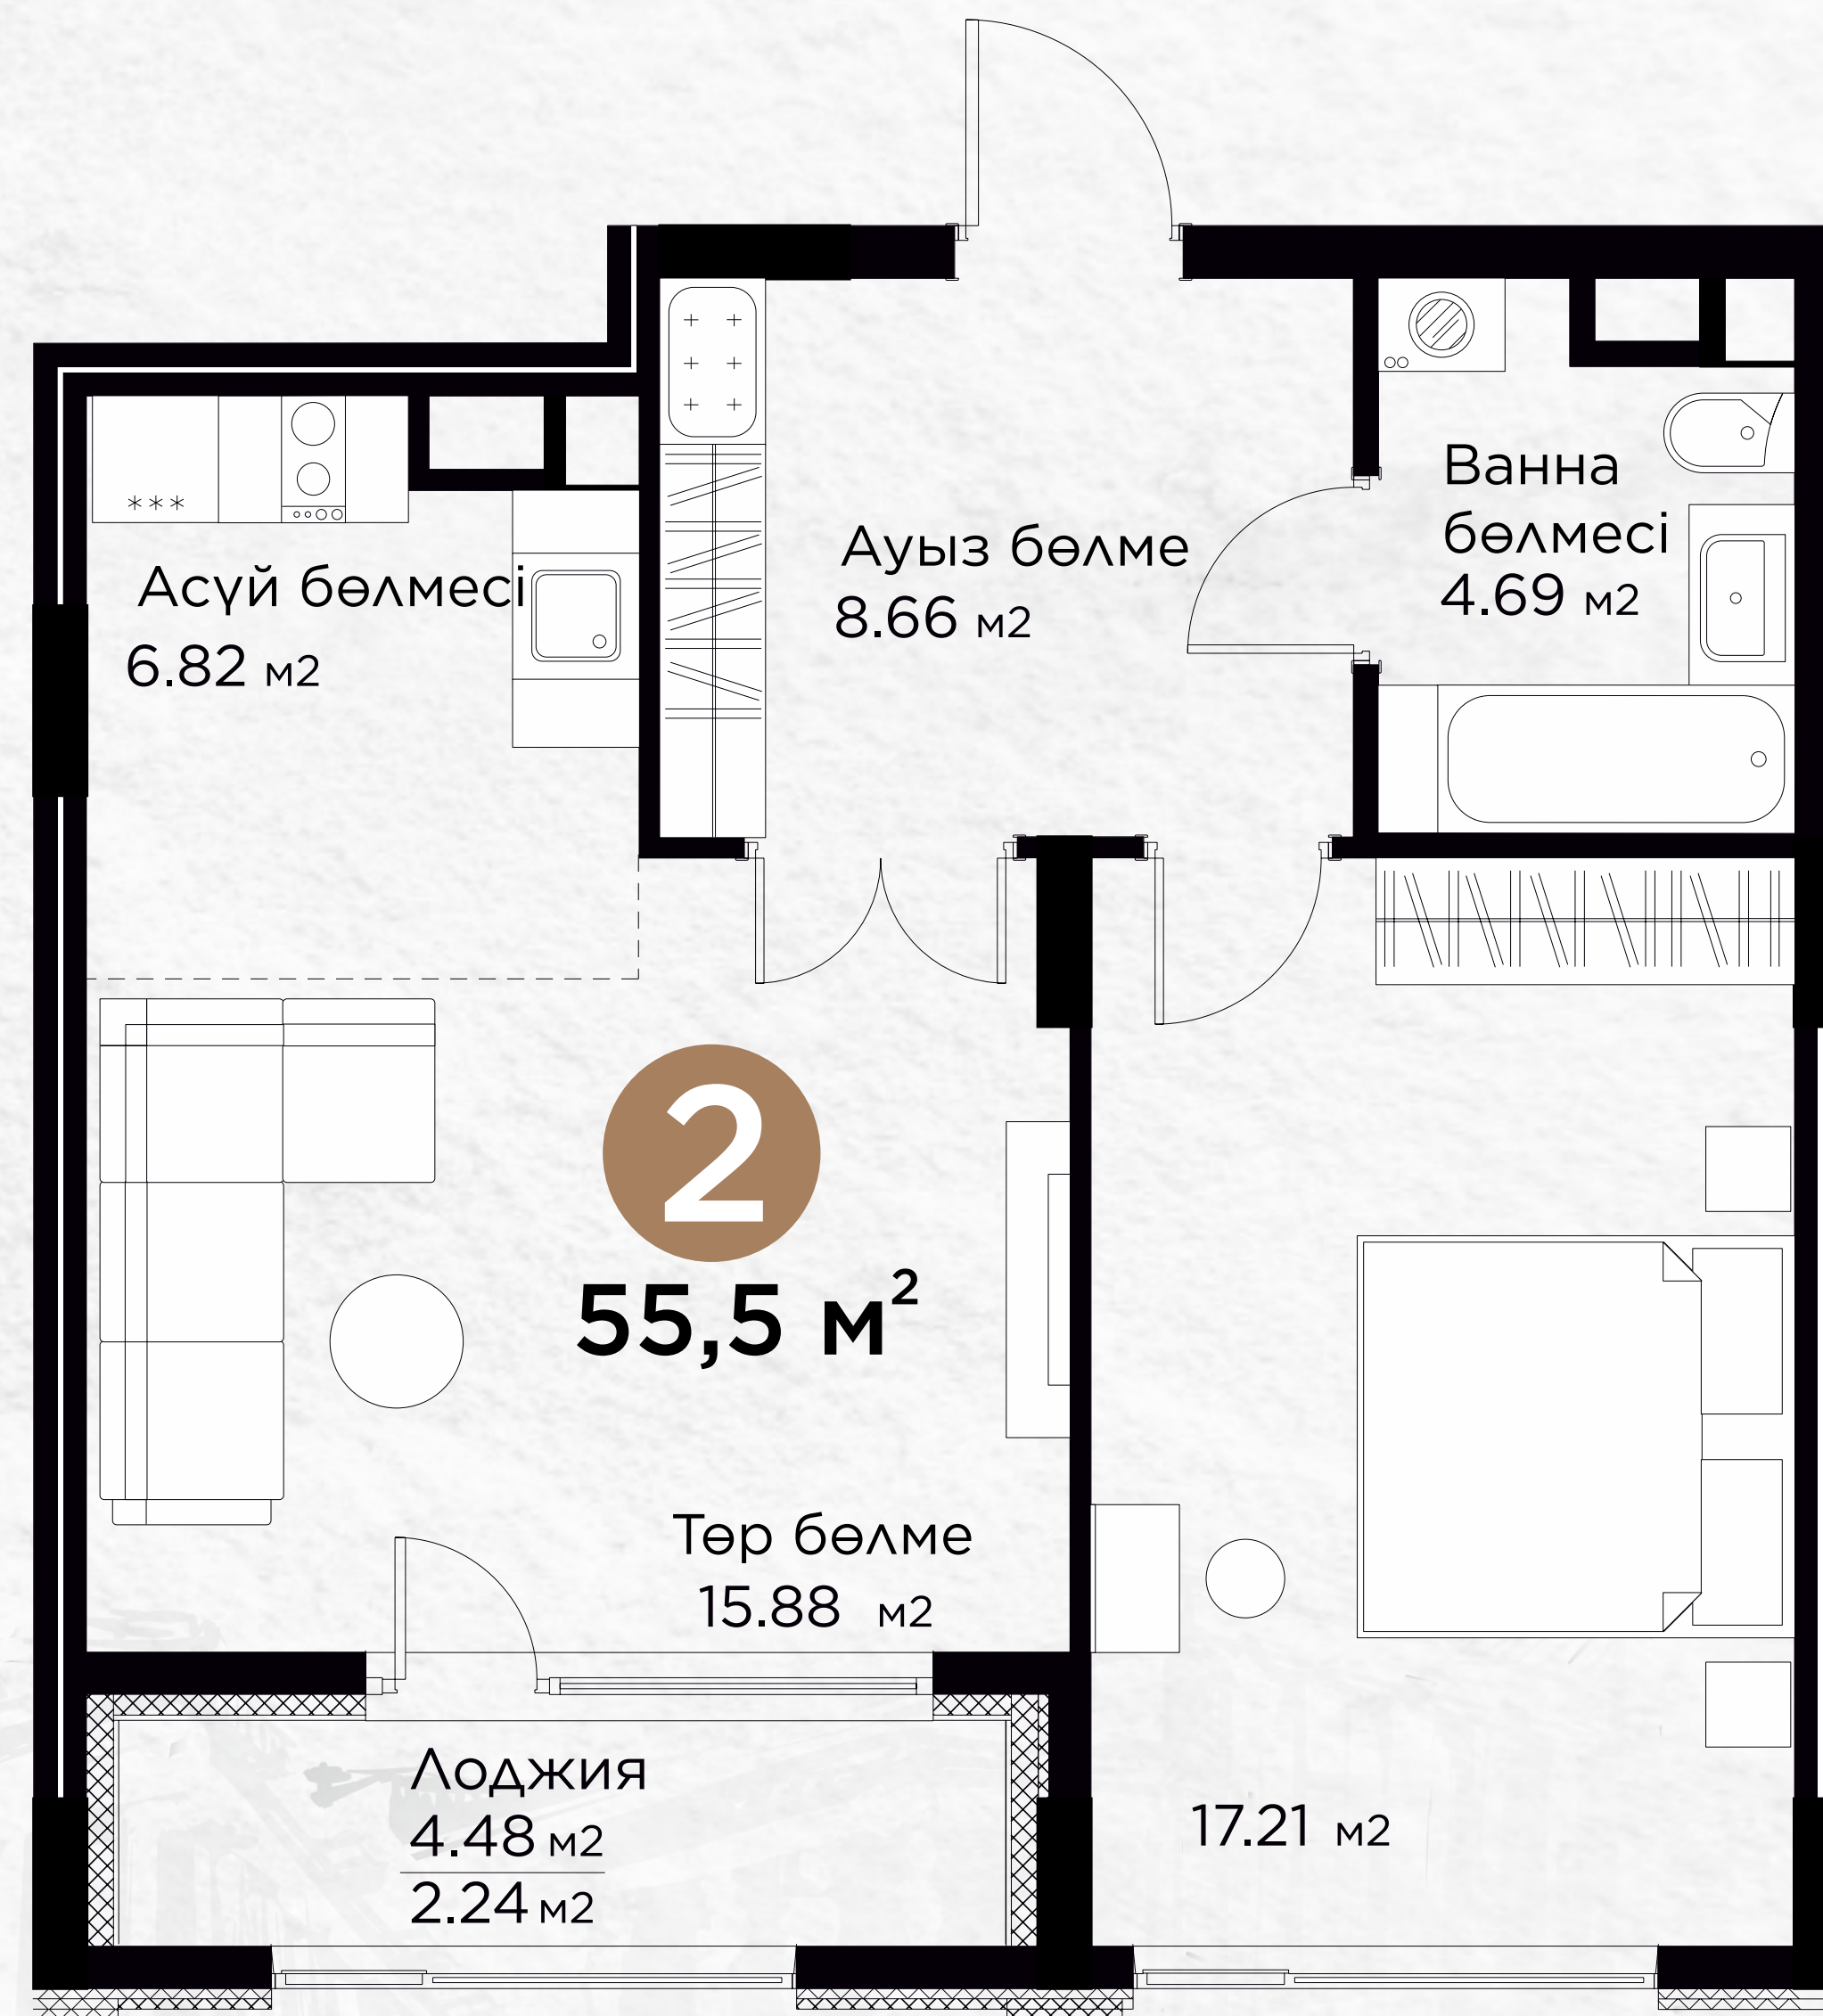 Ванна
бөлмесі
4.69 м2
Ауыз бөлме
8.66 м2
Асүй бөлмесі
6.82 м2
2
55,5 м²
Төр бөлме
15.88 м2
Лоджия
4.48 м2
2.24 м2
17.21 м2